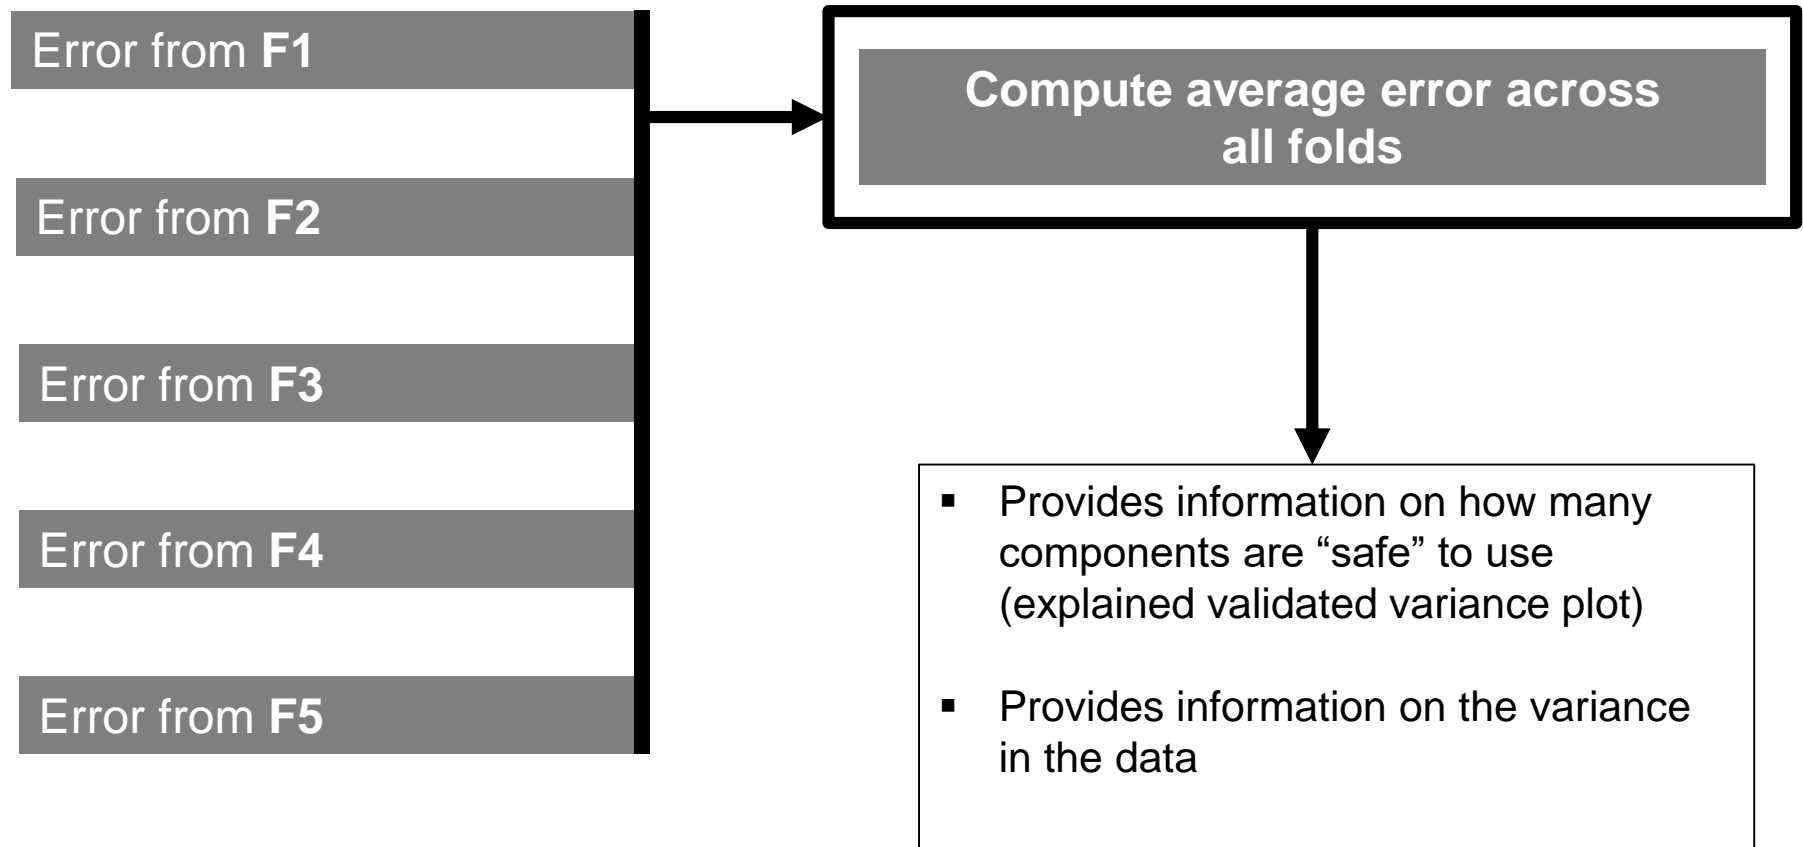 Error from F1
Compute average error across
all folds
Error from F2
Error from F3
Error from F4
▪ Provides information on how many
components are “safe” to use
(explained validated variance plot)
Error from F5
▪ Provides information on the variance
in the data